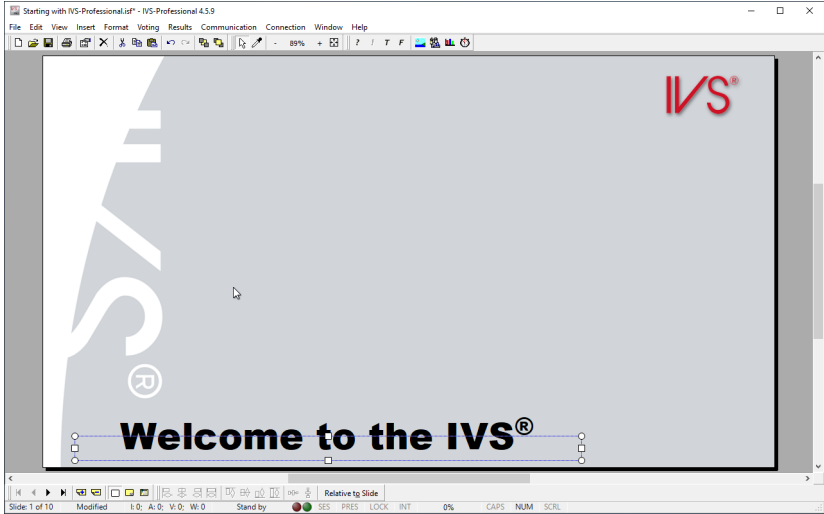 Starting with IVS-Professional.isf* - IVS-Professional 4.5.9
File Edit View Insert Format Voting Results Communication Connection Window Help
- 89% + ? ! T F
IVS®
IVS®
Welcome to the IVS®
Relative to Slide
Slide: 1 of 10 Modified I: 0; A: 0; V: 0; W: 0 Stand by SES PRES LOCK INT 0% CAPS NUM SCRL